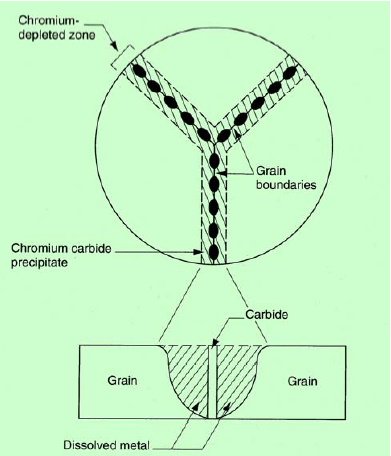 Chromium-
depleted zone
Grain
boundaries
Chromium carbide
precipitate
Carbide
Grain
Grain
Dissolved metal